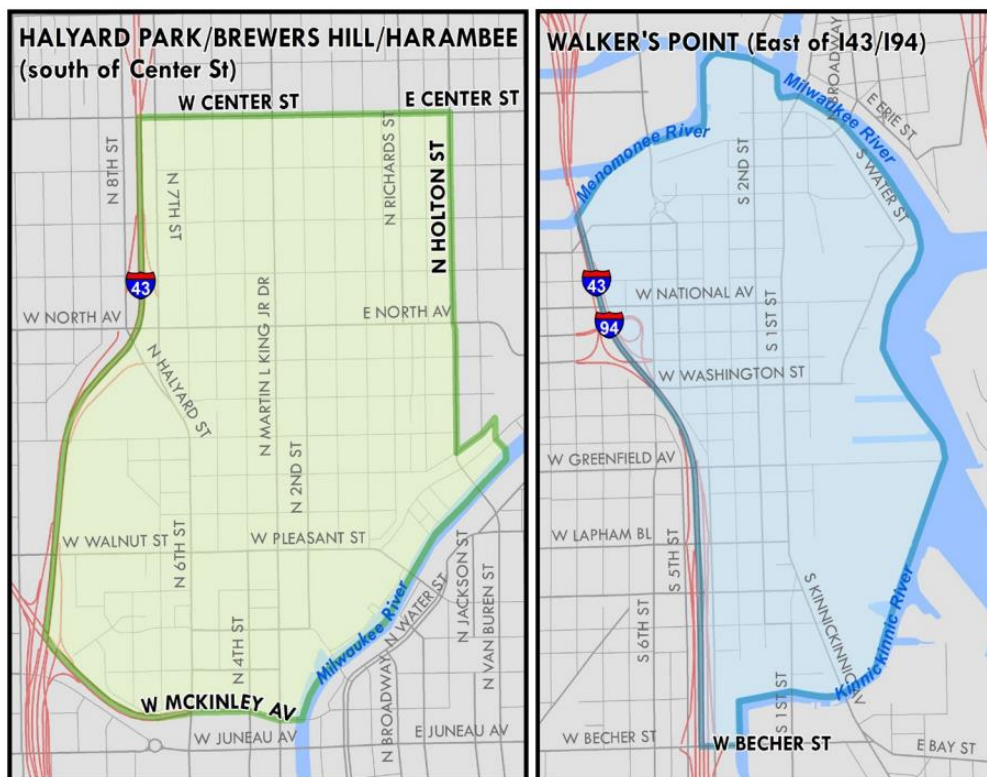 HALYARD PARK/BREWERS HILL/HARAMBEE
(south of Center St)
W CENTER ST
E CENTER ST
N 8TH ST
N 7TH ST
N RICHARDS ST
N HOLTON ST
43
W NORTH AV
E NORTH AV
N HALYARD ST
N MARTIN L KING JR DR
N 2ND ST
W WALNUT ST
N 6TH ST
W PLEASANT ST
N 4TH ST
Milwaukee River
N WATER ST
N JACKSON ST
N VAN BUREN ST
N BROADWAY
W MCKINLEY AV
W JUNEAU AV
E JUNEAU AV
WALKER'S POINT (East of I43/I94)
N BROADWAY
Milwaukee River
E ERIE ST
Menomonee River
S 2ND ST
S WATER ST
43
94
W NATIONAL AV
S 1ST ST
W WASHINGTON ST
W GREENFIELD AV
W LAPHAM BL
S 5TH ST
S 6TH ST
S KINNICKINNIC AV
Kinnickinnic River
S 1ST ST
W BECHER ST
W BECHER ST
E BAY ST